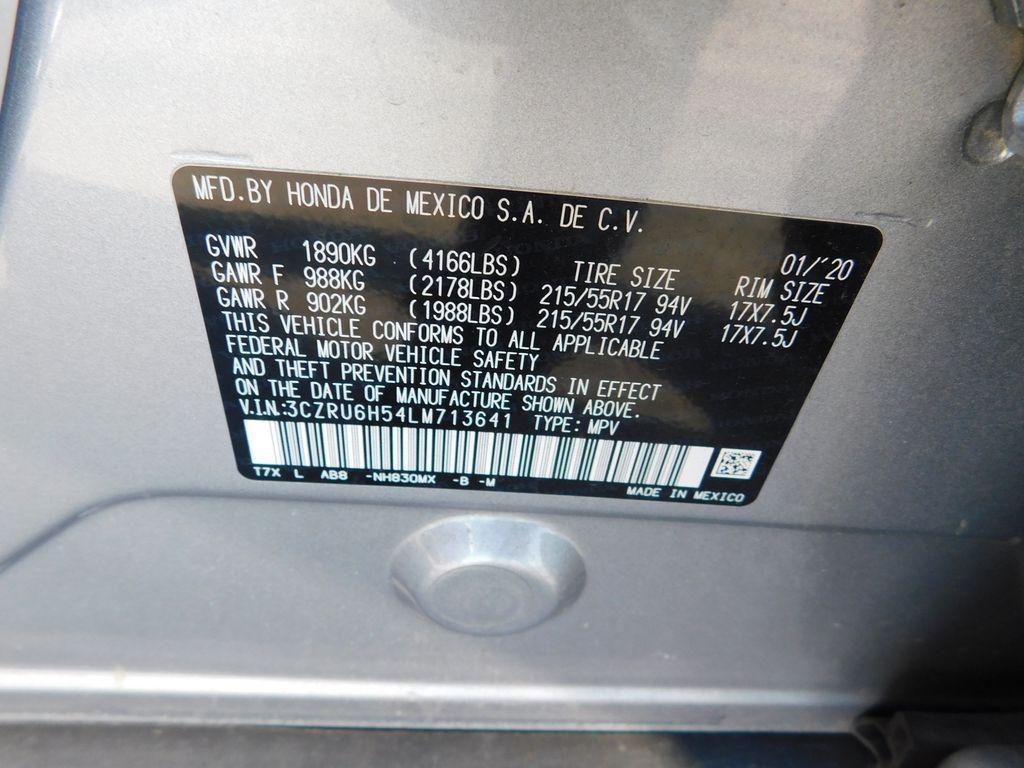 MFD.BY HONDA DE MEXICO S.A. DE C.V.
01/'20
GVWR 1890KG (4166LBS) TIRE SIZE RIM SIZE
GAWR F 988KG (2178LBS) 215/55R17 94V 17X7.5J
GAWR R 902KG (1988LBS) 215/55R17 94V 17X7.5J
THIS VEHICLE CONFORMS TO ALL APPLICABLE
FEDERAL MOTOR VEHICLE SAFETY
AND THEFT PREVENTION STANDARDS IN EFFECT
ON THE DATE OF MANUFACTURE SHOWN ABOVE.
V.I.N.:3CZRU6H54LM713641 TYPE: MPV
T7X L AB8 -NH830MX -B -M
MADE IN MEXICO